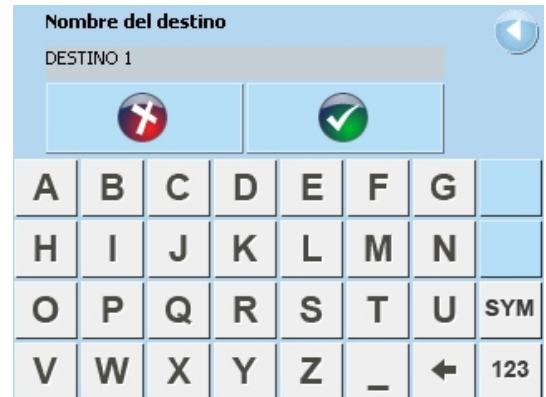 Nombre del destino
DESTINO 1
A B C D E F G
H I J K L M N
O P Q R S T U SYM
V W X Y Z _ 123